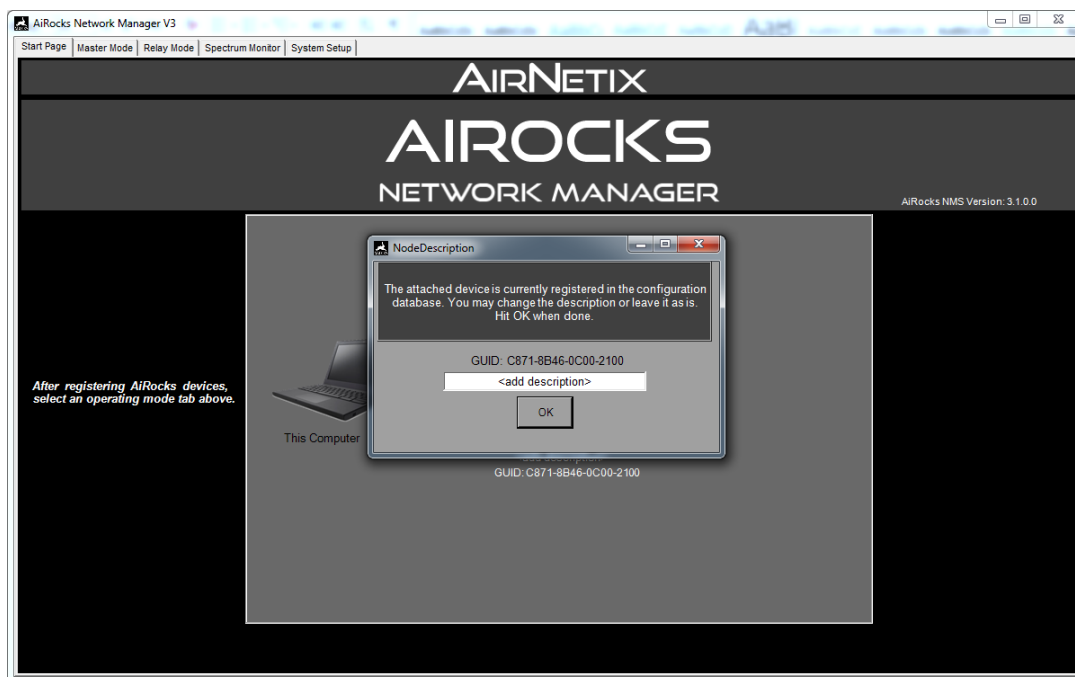 AiRocks Network Manager V3
Start Page Master Mode Relay Mode Spectrum Monitor System Setup
AIRNETIX
AIROCKS
NETWORK MANAGER
AiRocks NMS Version: 3.1.0.0
NodeDescription
The attached device is currently registered in the configuration
database. You may change the description or leave it as is.
Hit OK when done.
GUID: C871-8B46-0C00-2100
<add description>
OK
After registering AiRocks devices,
select an operating mode tab above.
This Computer
GUID: C871-8B46-0C00-2100